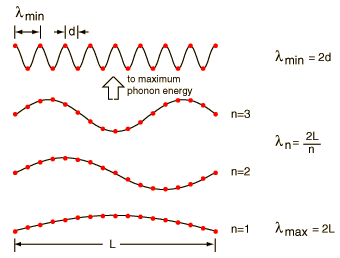 λmin
d
λmin = 2d
to maximum
phonon energy
n=3
λn= 2L/n
n=2
n=1
λmax = 2L
L